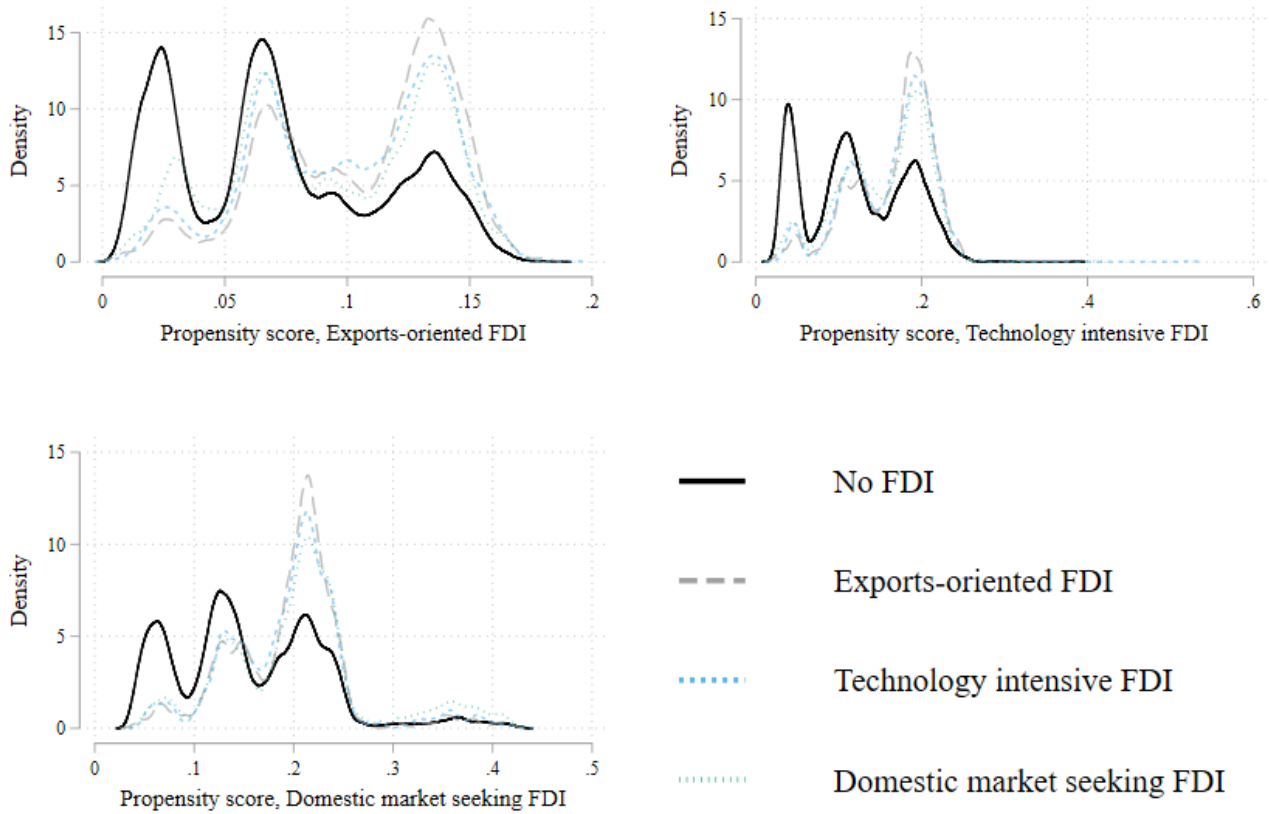 15
10
5
0
Density
0
.05
.1
.15
.2
Propensity score, Exports-oriented FDI
15
10
5
0
Density
0
.2
.4
.6
Propensity score, Technology intensive FDI
15
10
5
0
Density
0
.1
.2
.3
.4
.5
Propensity score, Domestic market seeking FDI
No FDI
Exports-oriented FDI
Technology intensive FDI
Domestic market seeking FDI